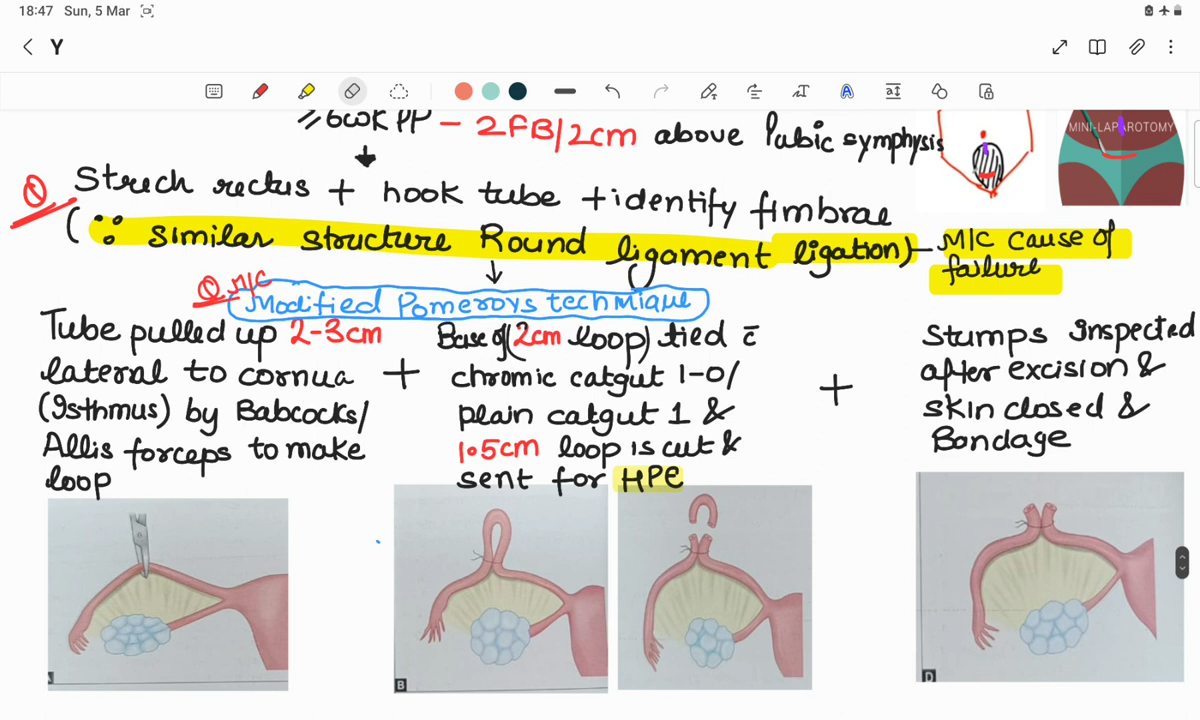 18:47 Sun, 5 Mar
Y
≥6wk PP – 2FB/2cm above Pubic symphysis
MINI-LAPAROTOMY
Q
Strech rectus + hook tube + identify fimbrae
(∵ similar structure Round ligament ligation) – M/C cause of
failure
Q M/C
Modified Pomeroys technique
Tube pulled up 2-3cm
lateral to cornua
(Isthmus) by Babcocks/
Allis forceps to make
loop
+
Base of (2cm loop) tied c̄
chromic catgut 1-0/
plain catgut 1 &
1.5cm loop is cut &
sent for HPE
+
Stumps Inspected
after excision &
skin closed &
Bondage
B
D